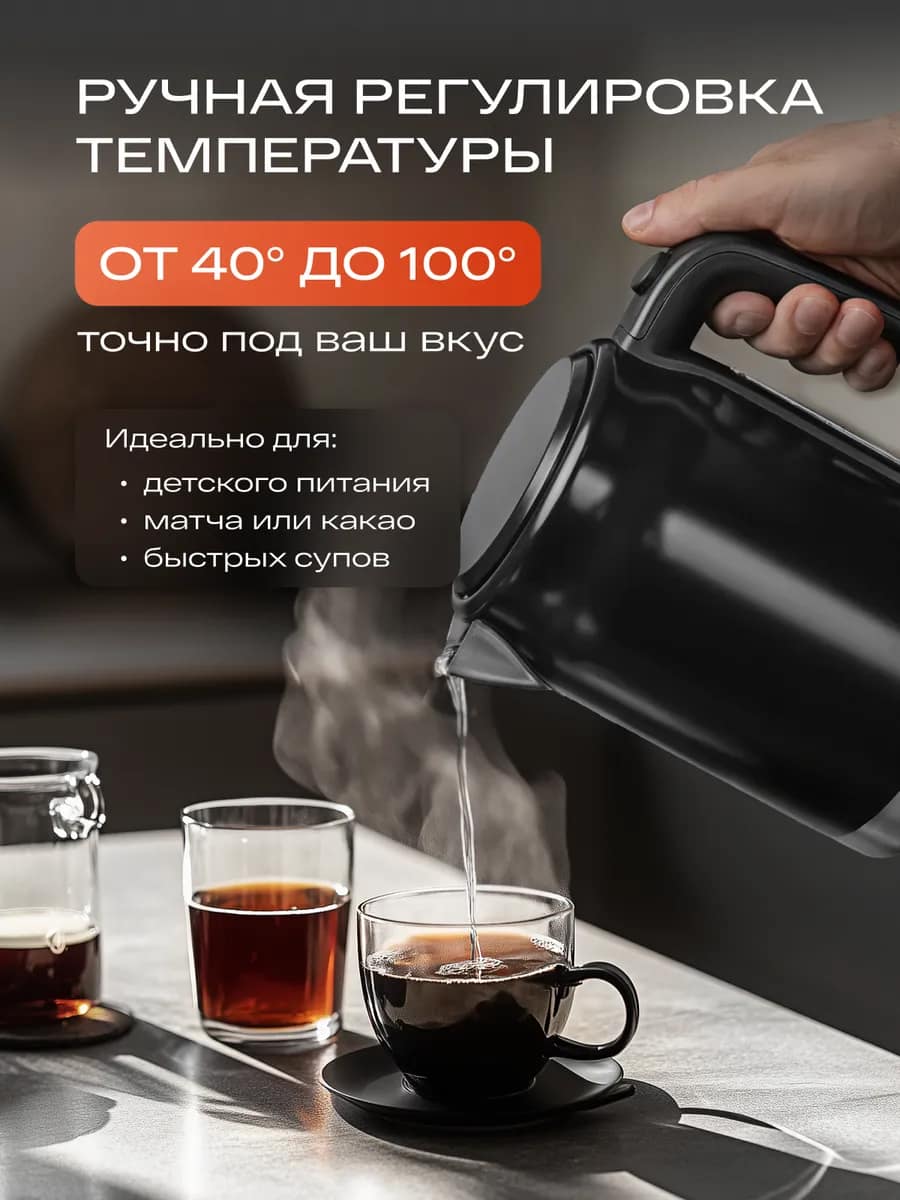 РУЧНАЯ РЕГУЛИРОВКА
ТЕМПЕРАТУРЫ
ОТ 40° ДО 100°
точно под ваш вкус
Идеально для:
• детского питания
• матча или какао
• быстрых супов